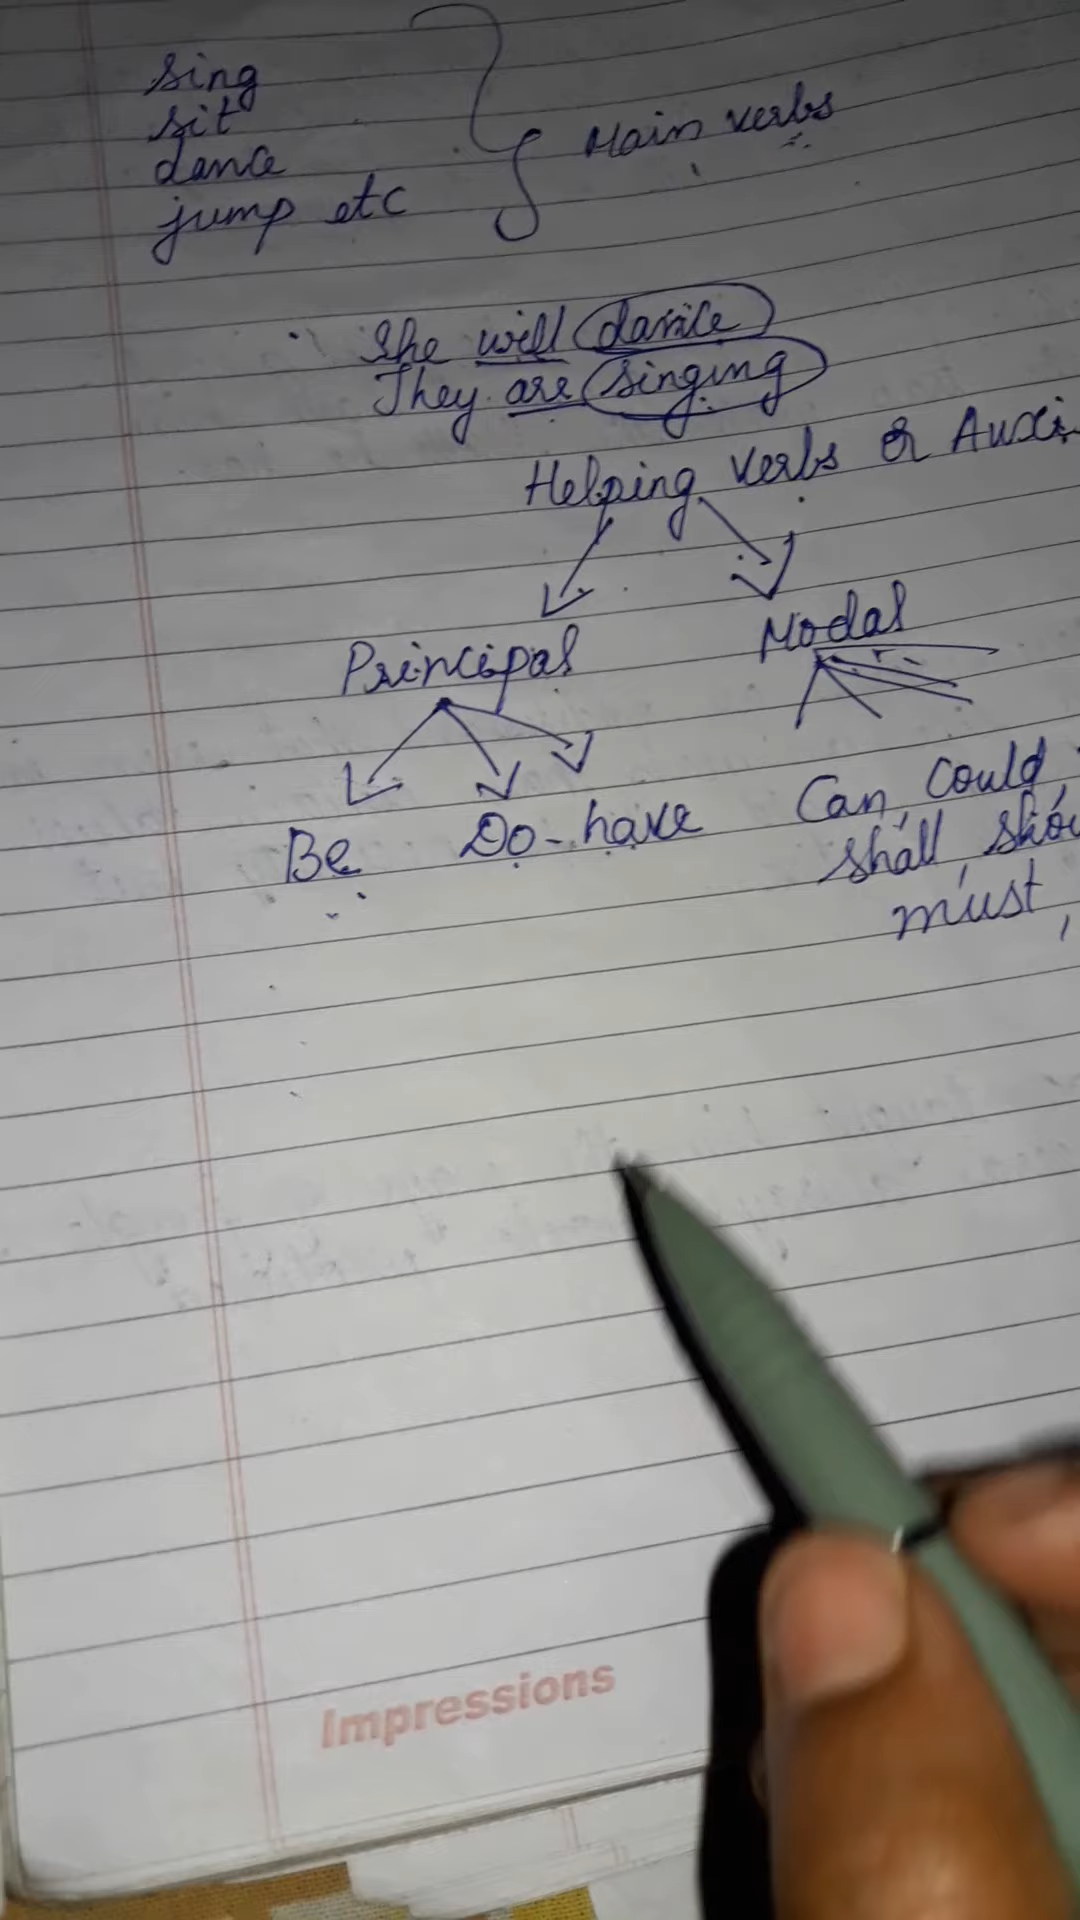 sing
sit
dance
jump etc
Main verbs
She will dance
They are singing
Helping verbs or
Principal
Modal
Be
Do - have
Can, could,
shall,
must,
Impressions